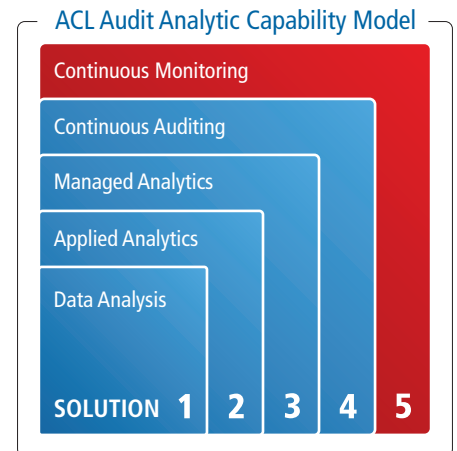 ACL Audit Analytic Capability Model
Continuous Monitoring
Continuous Auditing
Managed Analytics
Applied Analytics
Data Analysis
SOLUTION 1 2 3 4 5